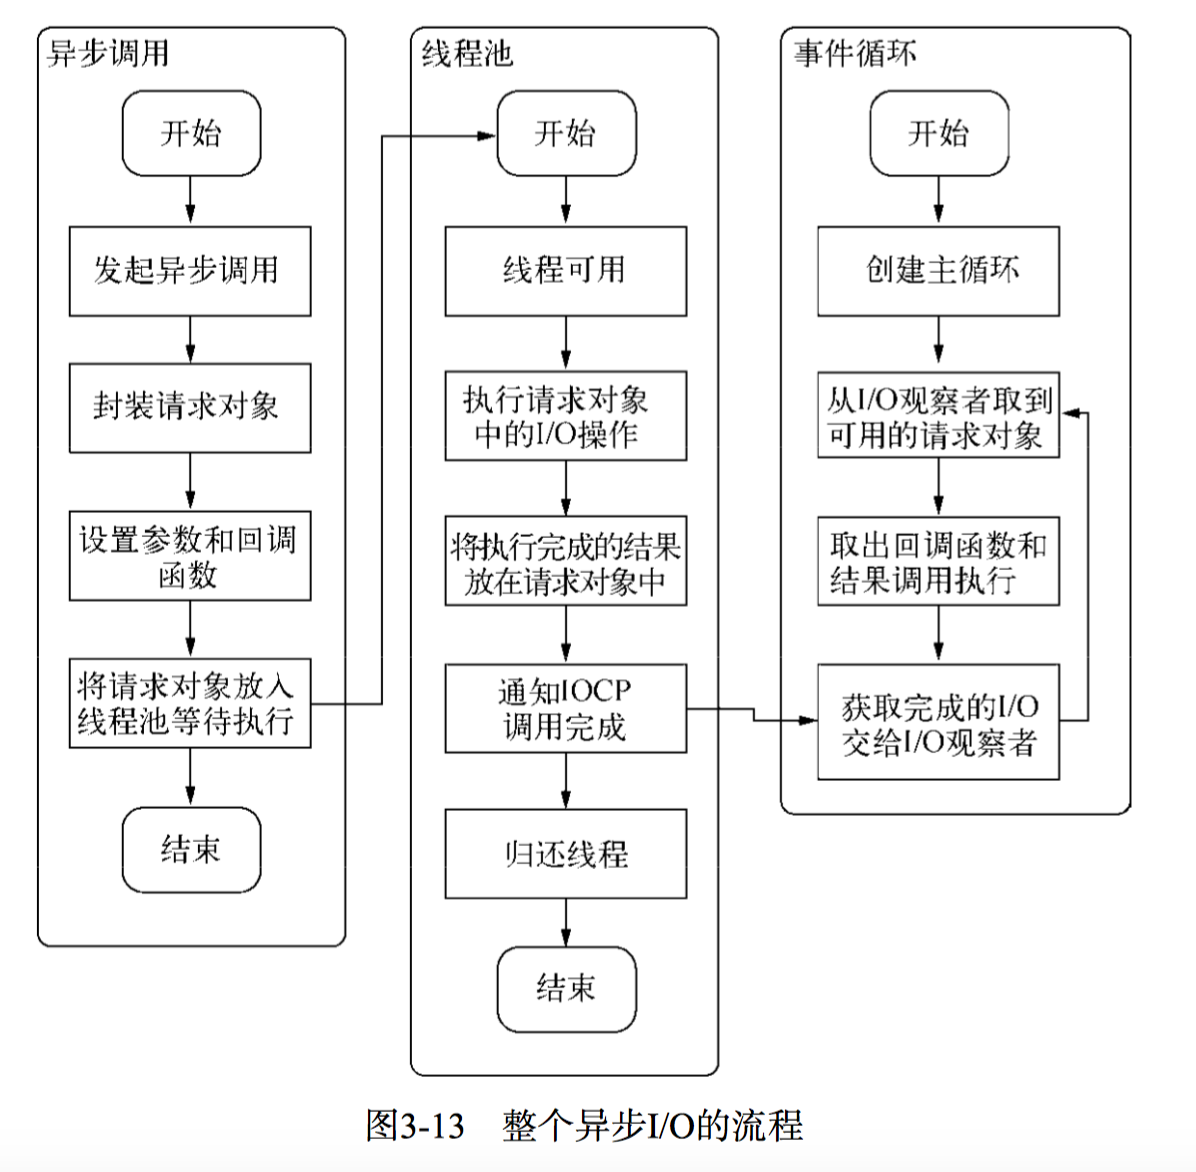 异步调用
开始
发起异步调用
封装请求对象
设置参数和回调
函数
将请求对象放入
线程池等待执行
结束
线程池
开始
线程可用
执行请求对象
中的I/O操作
将执行完成的结果
放在请求对象中
通知IOCP
调用完成
归还线程
结束
事件循环
开始
创建主循环
从I/O观察者取到
可用的请求对象
取出回调函数和
结果调用执行
获取完成的I/O
交给I/O观察者
图3-13 整个异步I/O的流程